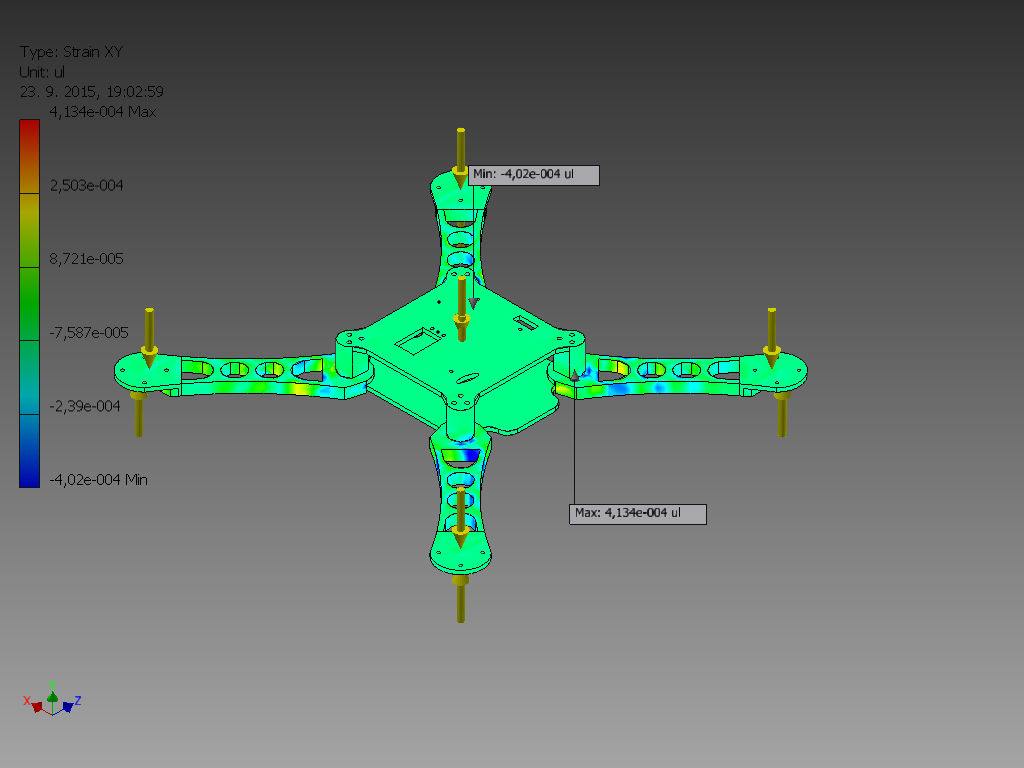 Type: Strain XY
Unit: ul
23. 9. 2015, 19:02:59
4,134e-004 Max
2,503e-004
8,721e-005
-7,587e-005
-2,39e-004
-4,02e-004 Min
Min: -4,02e-004 ul
Max: 4,134e-004 ul
Y
X
Z